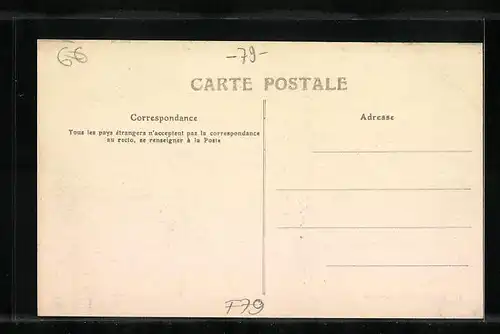 66
-79-
CARTE POSTALE
Correspondance
Adresse
Tous les pays étrangers n'acceptent pas la correspondance
au recto, se renseigner à la Poste
F79